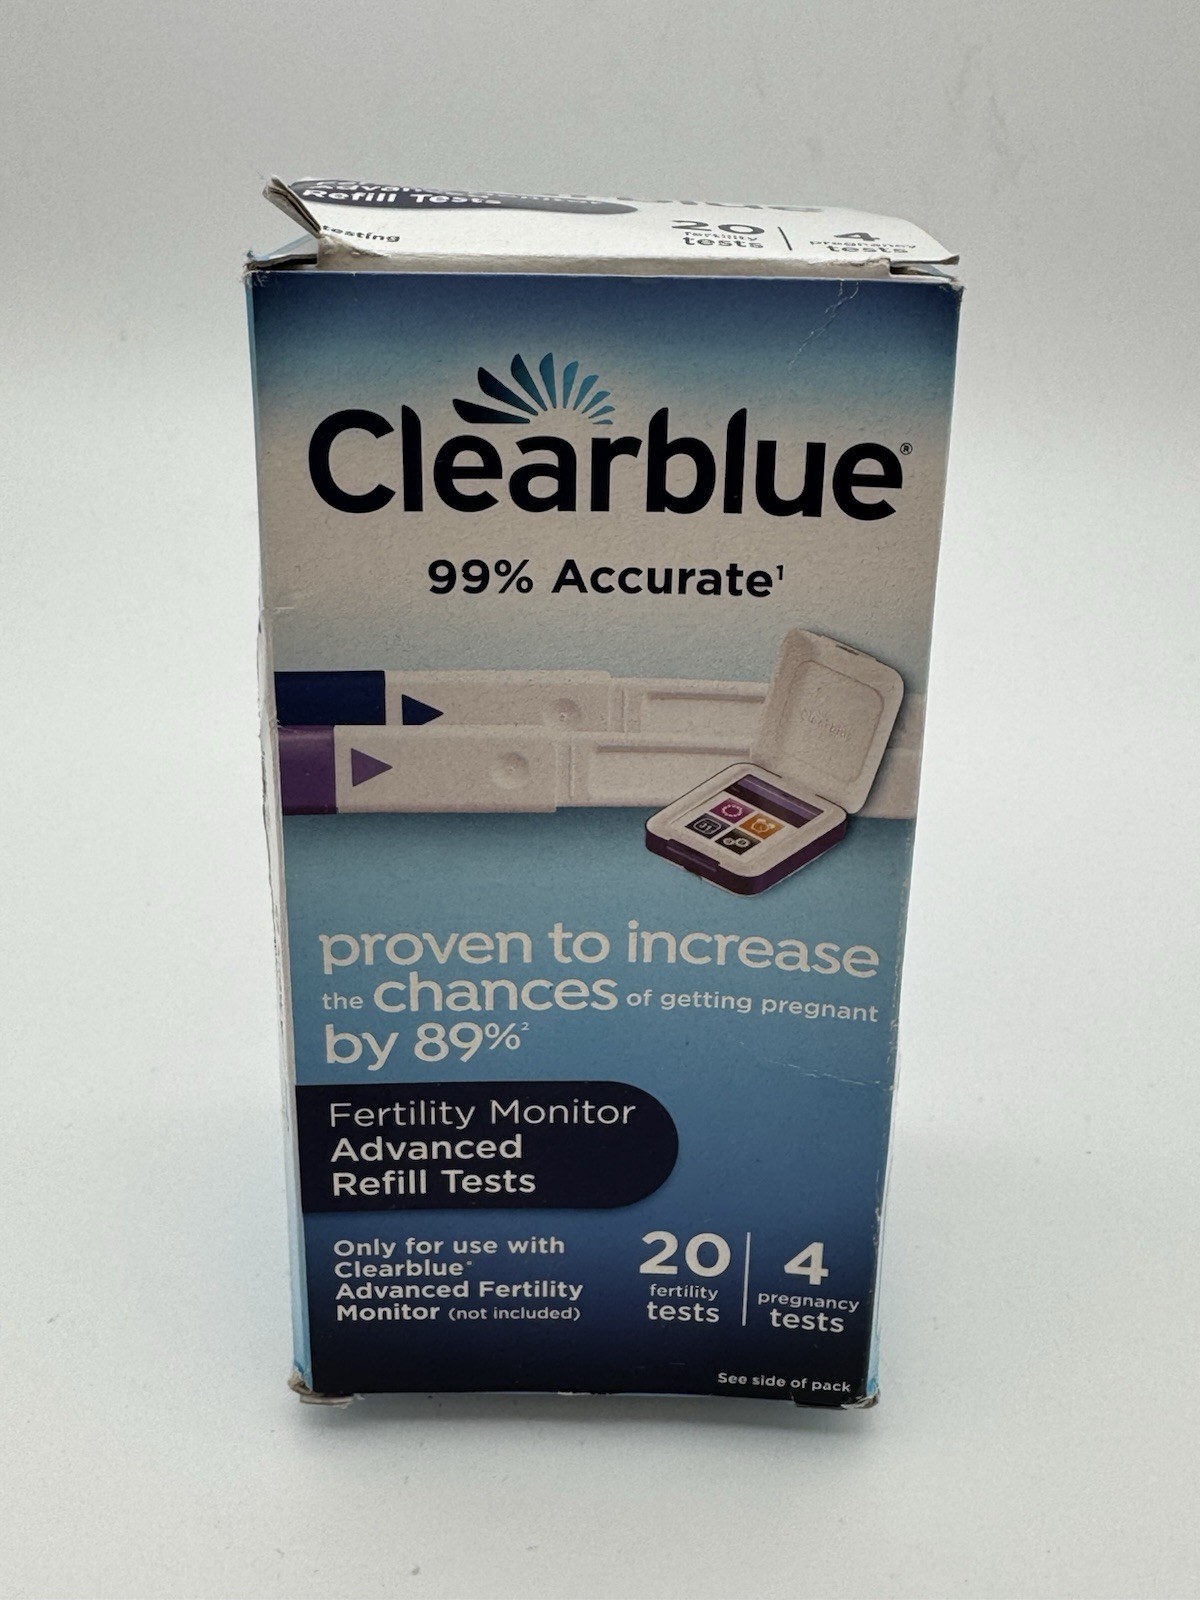 Refill Tests
testing
20 | 4
fertility pregnancy
tests tests
Clearblue®
99% Accurate¹
Clearblue
31
proven to increase
the chances of getting pregnant
by 89%²
Fertility Monitor
Advanced
Refill Tests
Only for use with
Clearblue®
Advanced Fertility
Monitor (not included)
20 | 4
fertility pregnancy
tests tests
See side of pack